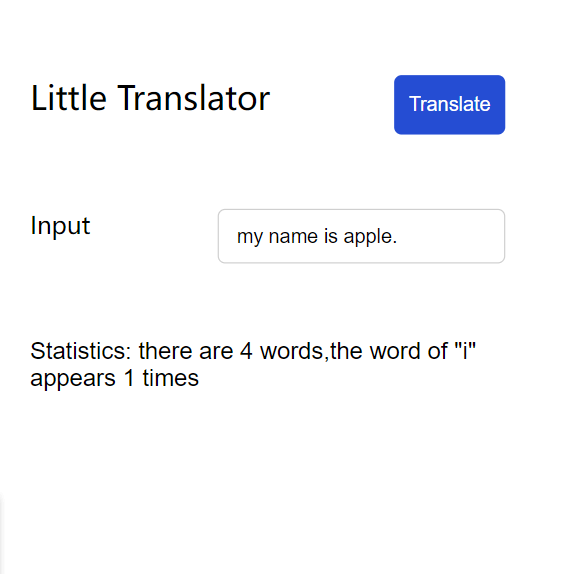 Little Translator
Translate
Input
my name is apple.
Statistics: there are 4 words,the word of "i"
appears 1 times